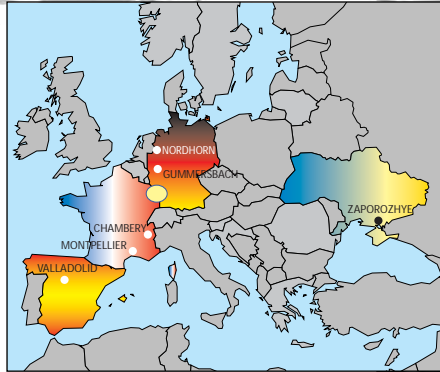 NORDHORN
GUMMERSBACH
ZAPOROZHYE
CHAMBERY
MONTPELLIER
VALLADOLID